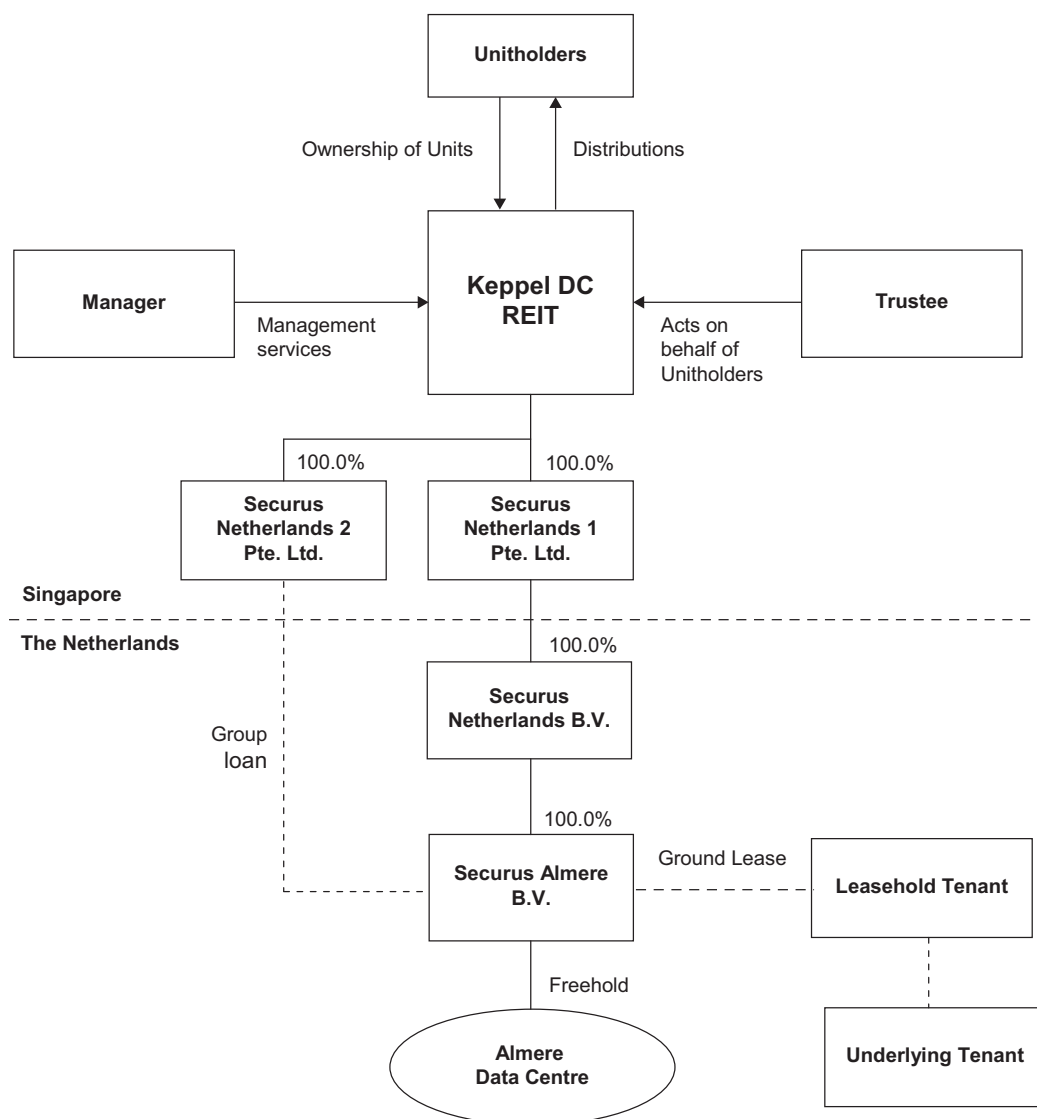 Unitholders
Ownership of Units
Distributions
Manager
Management
services
Keppel DC
REIT
Acts on
behalf of
Unitholders
Trustee
100.0%
100.0%
Securus
Netherlands 2
Pte. Ltd.
Securus
Netherlands 1
Pte. Ltd.
Singapore
The Netherlands
100.0%
Securus
Netherlands B.V.
Group
loan
100.0%
Securus Almere
B.V.
Ground Lease
Leasehold Tenant
Freehold
Almere
Data Centre
Underlying Tenant